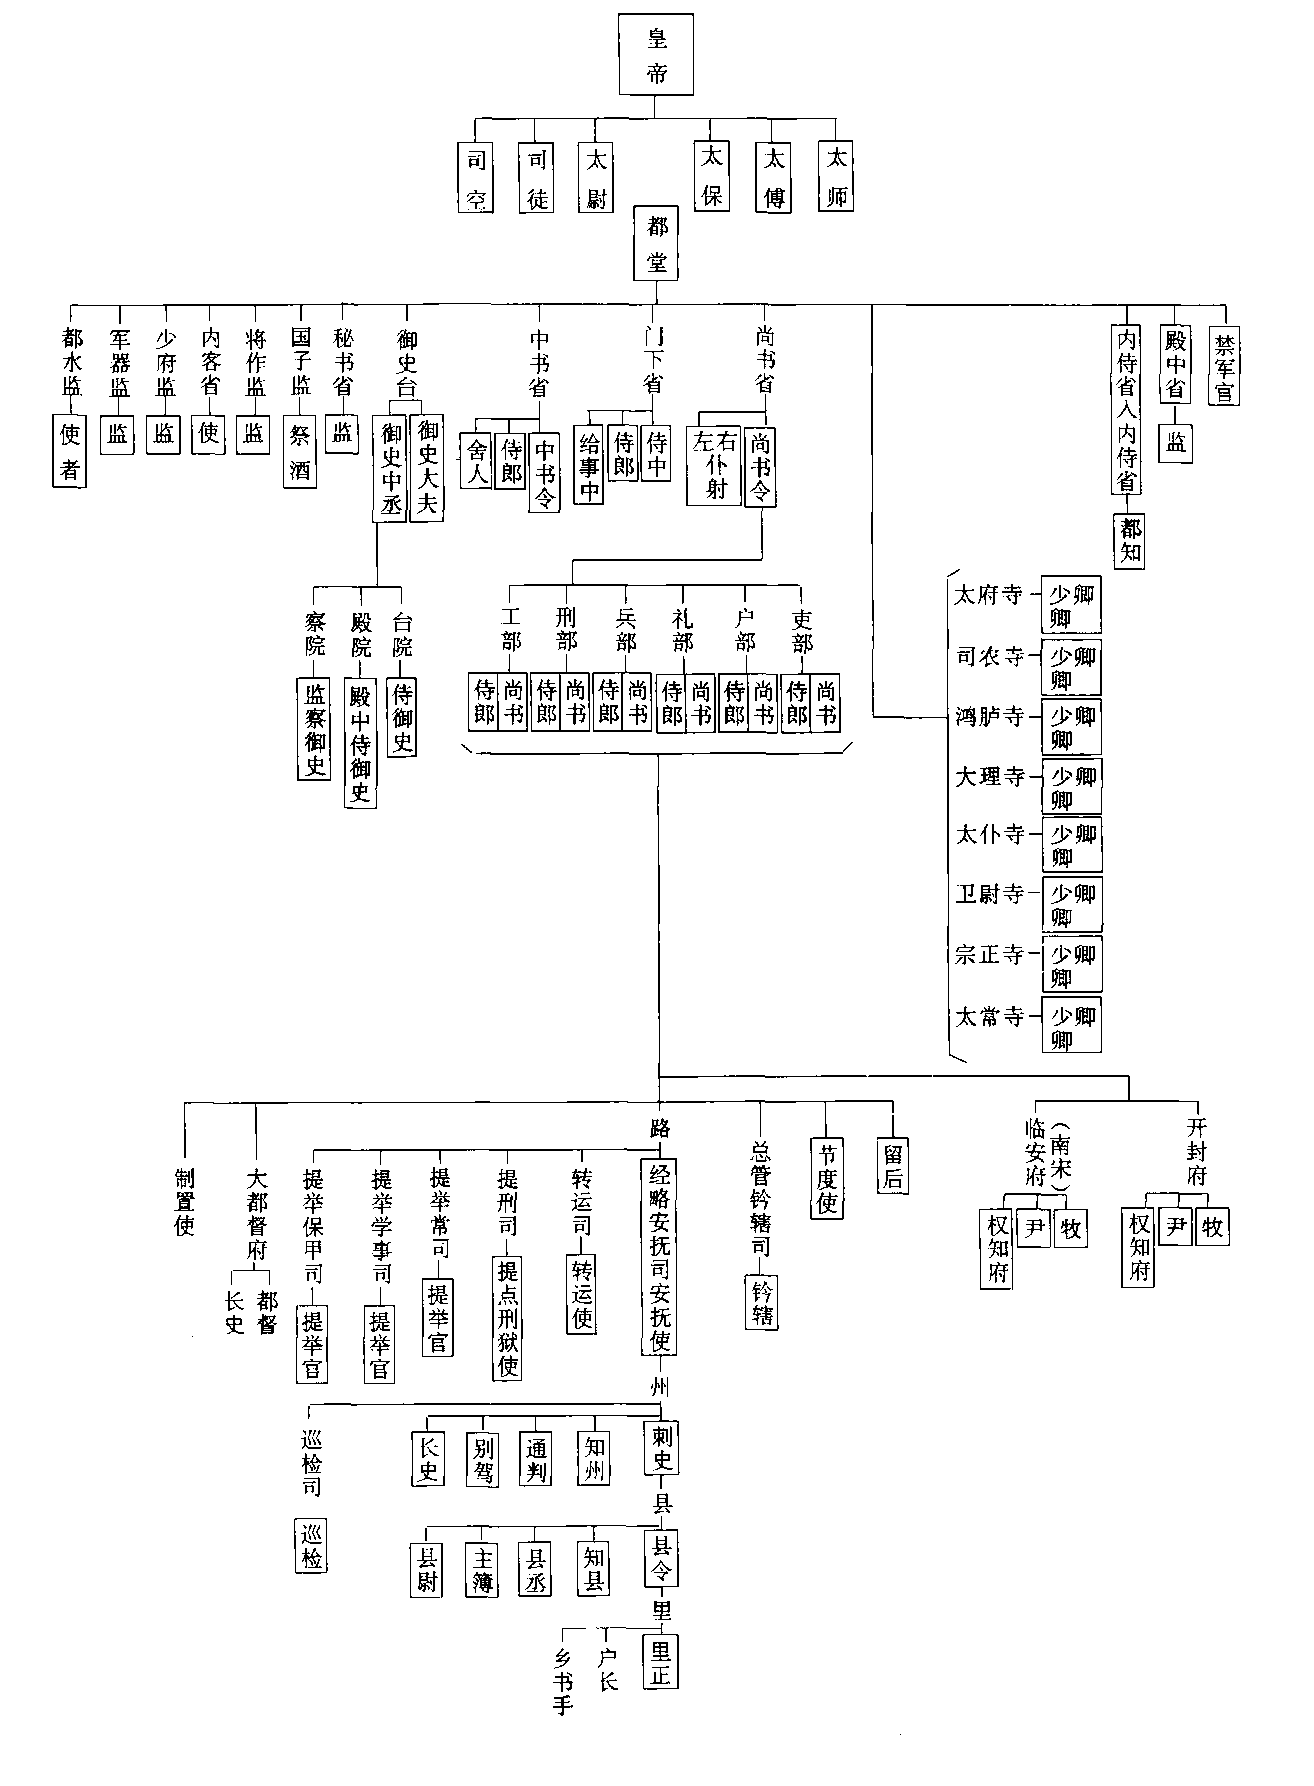 皇帝
司空
司徒
太尉
太保
太傅
太师
都堂
都水监
使者
军器监
监
少府监
监
内客省
使
将作监
监
国子监
祭酒
秘书省
监
御史台
御史中丞
御史大夫
中书省
舍人
侍郎
中书令
门下省
给事中
侍郎
侍中
尚书省
左右仆射
尚书令
内侍省入内侍省
都知
殿中省
监
禁军官
察院
监察御史
殿院
殿中侍御史
台院
侍御史
工部
侍郎
尚书
刑部
侍郎
尚书
兵部
侍郎
尚书
礼部
侍郎
尚书
户部
侍郎
尚书
吏部
侍郎
尚书
太府寺
少卿
卿
司农寺
少卿
卿
鸿胪寺
少卿
卿
大理寺
少卿
卿
太仆寺
少卿
卿
卫尉寺
少卿
卿
宗正寺
少卿
卿
太常寺
少卿
卿
制置使
大都督府
长史
都督
路
提举保甲司
提举官
提举学事司
提举官
提举常司
提举官
提刑司
提点刑狱使
转运司
转运使
经略安抚司安抚使
总管钤辖司
钤辖
节度使
留后
临安府
（南宋）
权知府
尹
牧
开封府
权知府
尹
牧
州
巡检司
巡检
长史
别驾
通判
知州
刺史
县
县尉
主簿
县丞
知县
县令
里
乡书手
户长
里正